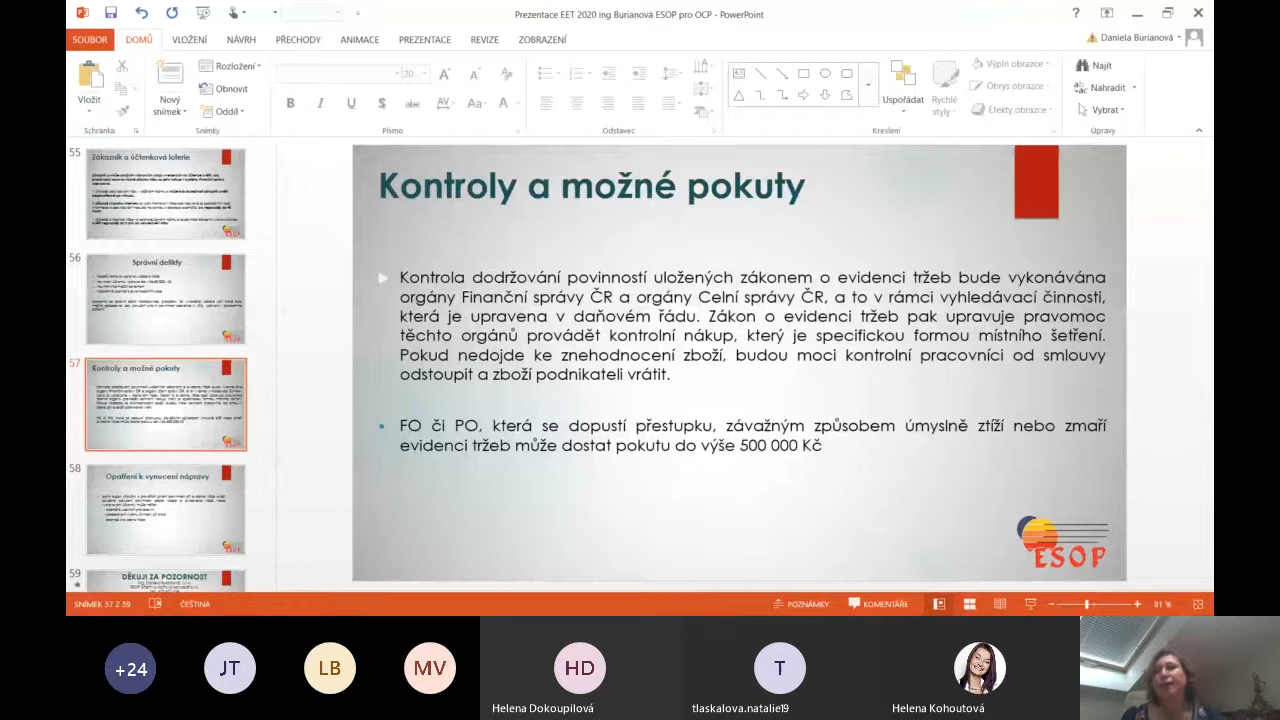 Prezentace EET 2020 ing Burianová ESOP pro OCP - PowerPoint
SOUBOR DOMŮ VLOŽENÍ NÁVRH PŘECHODY ANIMACE PREZENTACE REVIZE ZOBRAZENÍ Daniela Burianová
Vložit
Schránka
Nový snímek
Rozložení
Obnovit
Oddíl
Snímky
20
Písmo
Odstavec
Uspořádat
Rychlé styly
Výplň obrazce
Obrys obrazce
Efekty obrazce
Kreslení
Najít
Nahradit
Vybrat
Úpravy
55
Zákazník a účtenková loterie
56
Správní delikty
57
Kontroly a možné pokuty
58
Opatření k vynucení nápravy
59
DĚKUJI ZA POZORNOST
Kontroly a možné pokuty
Kontrola dodržování povinností uložených zákonem o evidenci tržeb bude vykonávána
orgány Finanční správy ČR a orgány Celní správy ČR, a to v rámci vyhledávací činnosti,
která je upravena v daňovém řádu. Zákon o evidenci tržeb pak upravuje pravomoc
těchto orgánů provádět kontrolní nákup, který je specifickou formou místního šetření.
Pokud nedojde ke znehodnocení zboží, budou moci kontrolní pracovníci od smlouvy
odstoupit a zboží podnikateli vrátit.
• FO či PO, která se dopustí přestupku, závažným způsobem úmyslně ztíží nebo zmaří
evidenci tržeb může dostat pokutu do výše 500 000 Kč
ESOP
SNÍMEK 57 Z 59 ČEŠTINA POZNÁMKY KOMENTÁŘE 81 %
+24 JT LB MV HD T
Helena Dokoupilová tlaskalova.natalie19 Helena Kohoutová